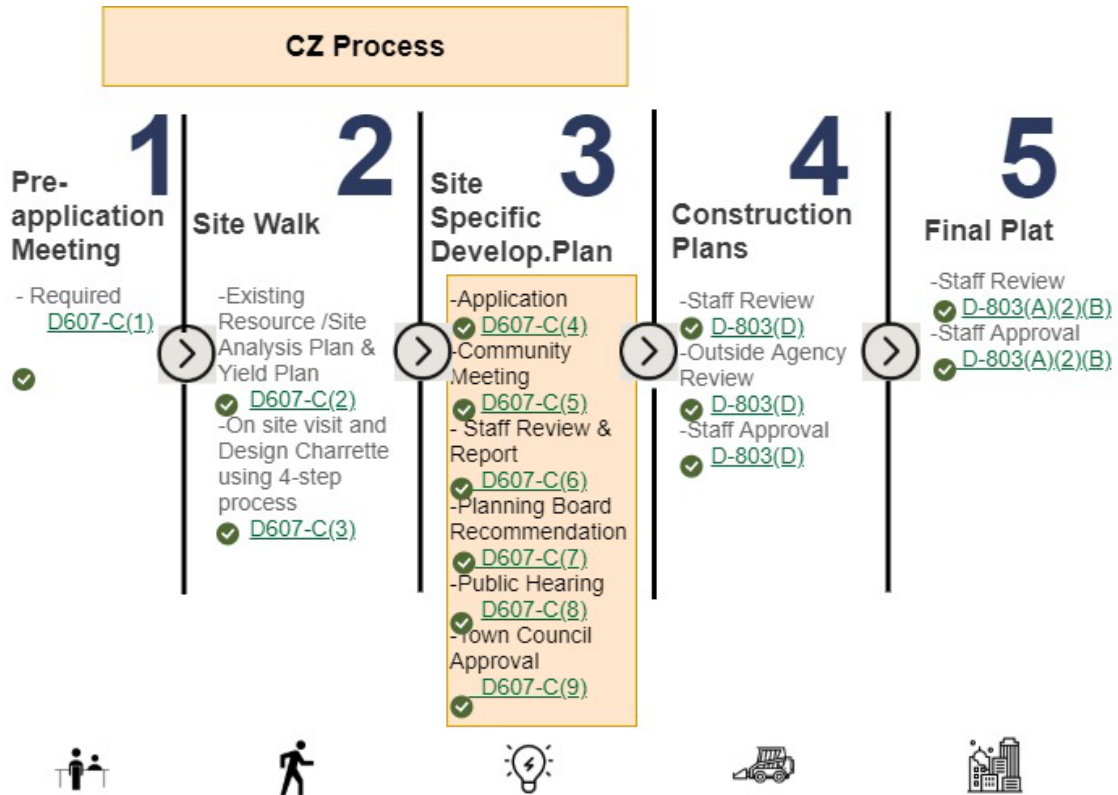 CZ Process
1
Pre-
application
Meeting
- Required
D607-C(1)
2
Site Walk
-Existing
Resource /Site
Analysis Plan &
Yield Plan
D607-C(2)
-On site visit and
Design Charrette
using 4-step
process
D607-C(3)
3
Site
Specific
Develop.Plan
-Application
D607-C(4)
-Community
Meeting
D607-C(5)
- Staff Review &
Report
D607-C(6)
-Planning Board
Recommendation
D607-C(7)
-Public Hearing
D607-C(8)
-Town Council
Approval
D607-C(9)
4
Construction
Plans
-Staff Review
D-803(D)
-Outside Agency
Review
D-803(D)
-Staff Approval
D-803(D)
5
Final Plat
-Staff Review
D-803(A)(2)(B)
-Staff Approval
D-803(A)(2)(B)